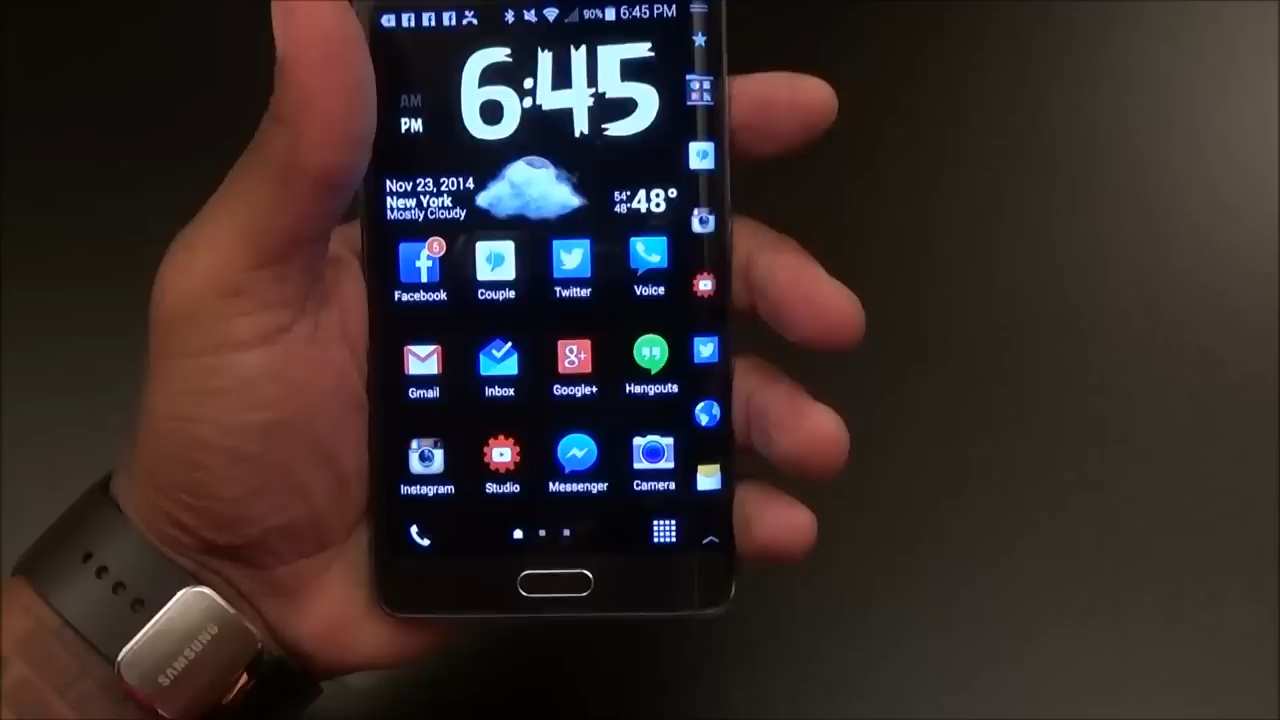 90% 6:45 PM
6:45
AM
PM
Nov 23, 2014
New York
Mostly Cloudy
54°
48°
48°
5
Facebook Couple Twitter Voice
Gmail Inbox Google+ Hangouts
Instagram Studio Messenger Camera
SAMSUNG